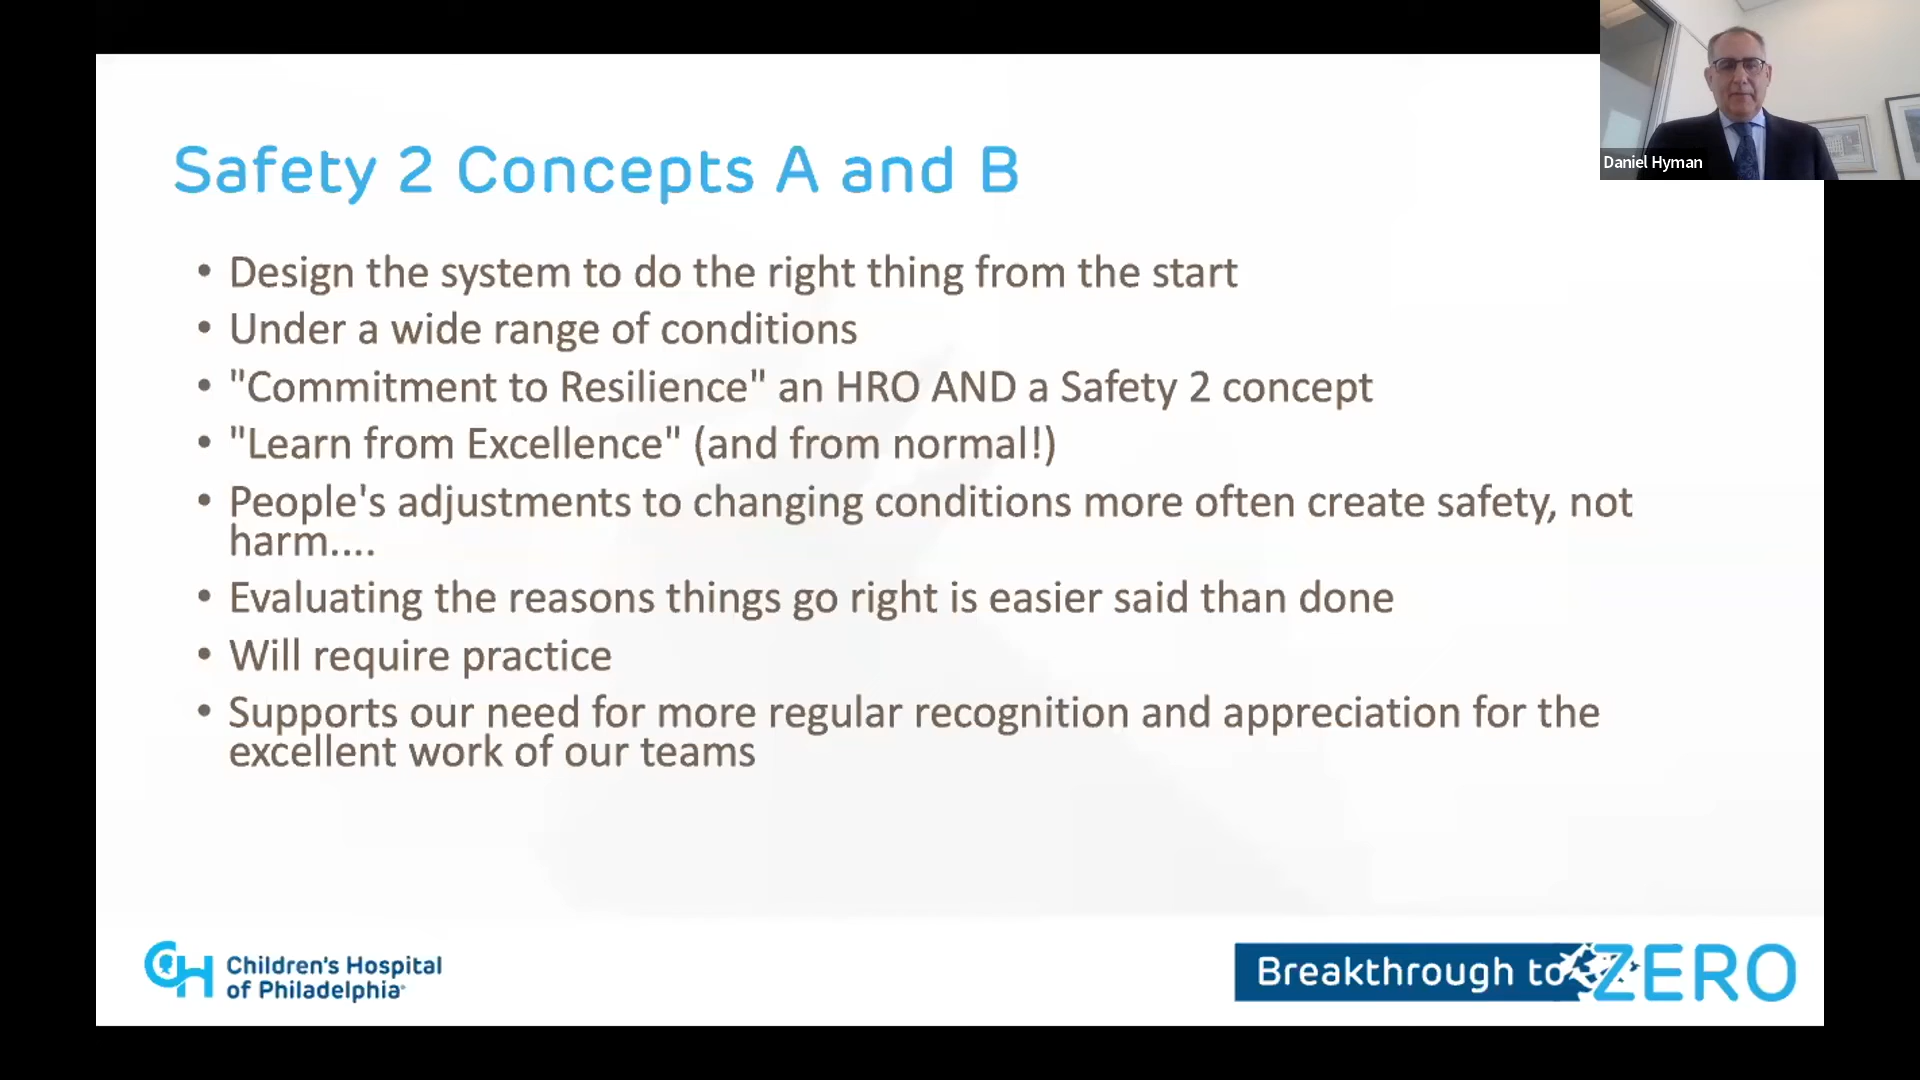 Daniel Hyman
Safety 2 Concepts A and B
• Design the system to do the right thing from the start
• Under a wide range of conditions
• "Commitment to Resilience" an HRO AND a Safety 2 concept
• "Learn from Excellence" (and from normal!)
• People's adjustments to changing conditions more often create safety, not
harm....
• Evaluating the reasons things go right is easier said than done
• Will require practice
• Supports our need for more regular recognition and appreciation for the
excellent work of our teams
CH Children's Hospital
of Philadelphia
Breakthrough to ZERO